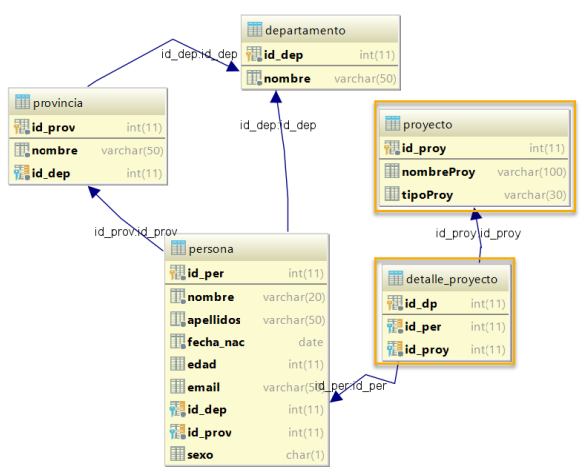 departamento
id_dep int(11)
nombre varchar(50)
id_dep:id_dep
provincia
id_prov int(11)
nombre varchar(50)
id_dep int(11)
id_dep:id_dep
proyecto
id_proy int(11)
nombreProy varchar(100)
tipoProy varchar(30)
id_prov:id_prov
id_proy:id_proy
persona
id_per int(11)
nombre varchar(20)
apellidos varchar(50)
fecha_nac date
edad int(11)
email
id_dep int(11)
id_prov int(11)
sexo char(1)
detalle_proyecto
id_dp int(11)
id_per int(11)
id_proy int(11)
id_per:id_per